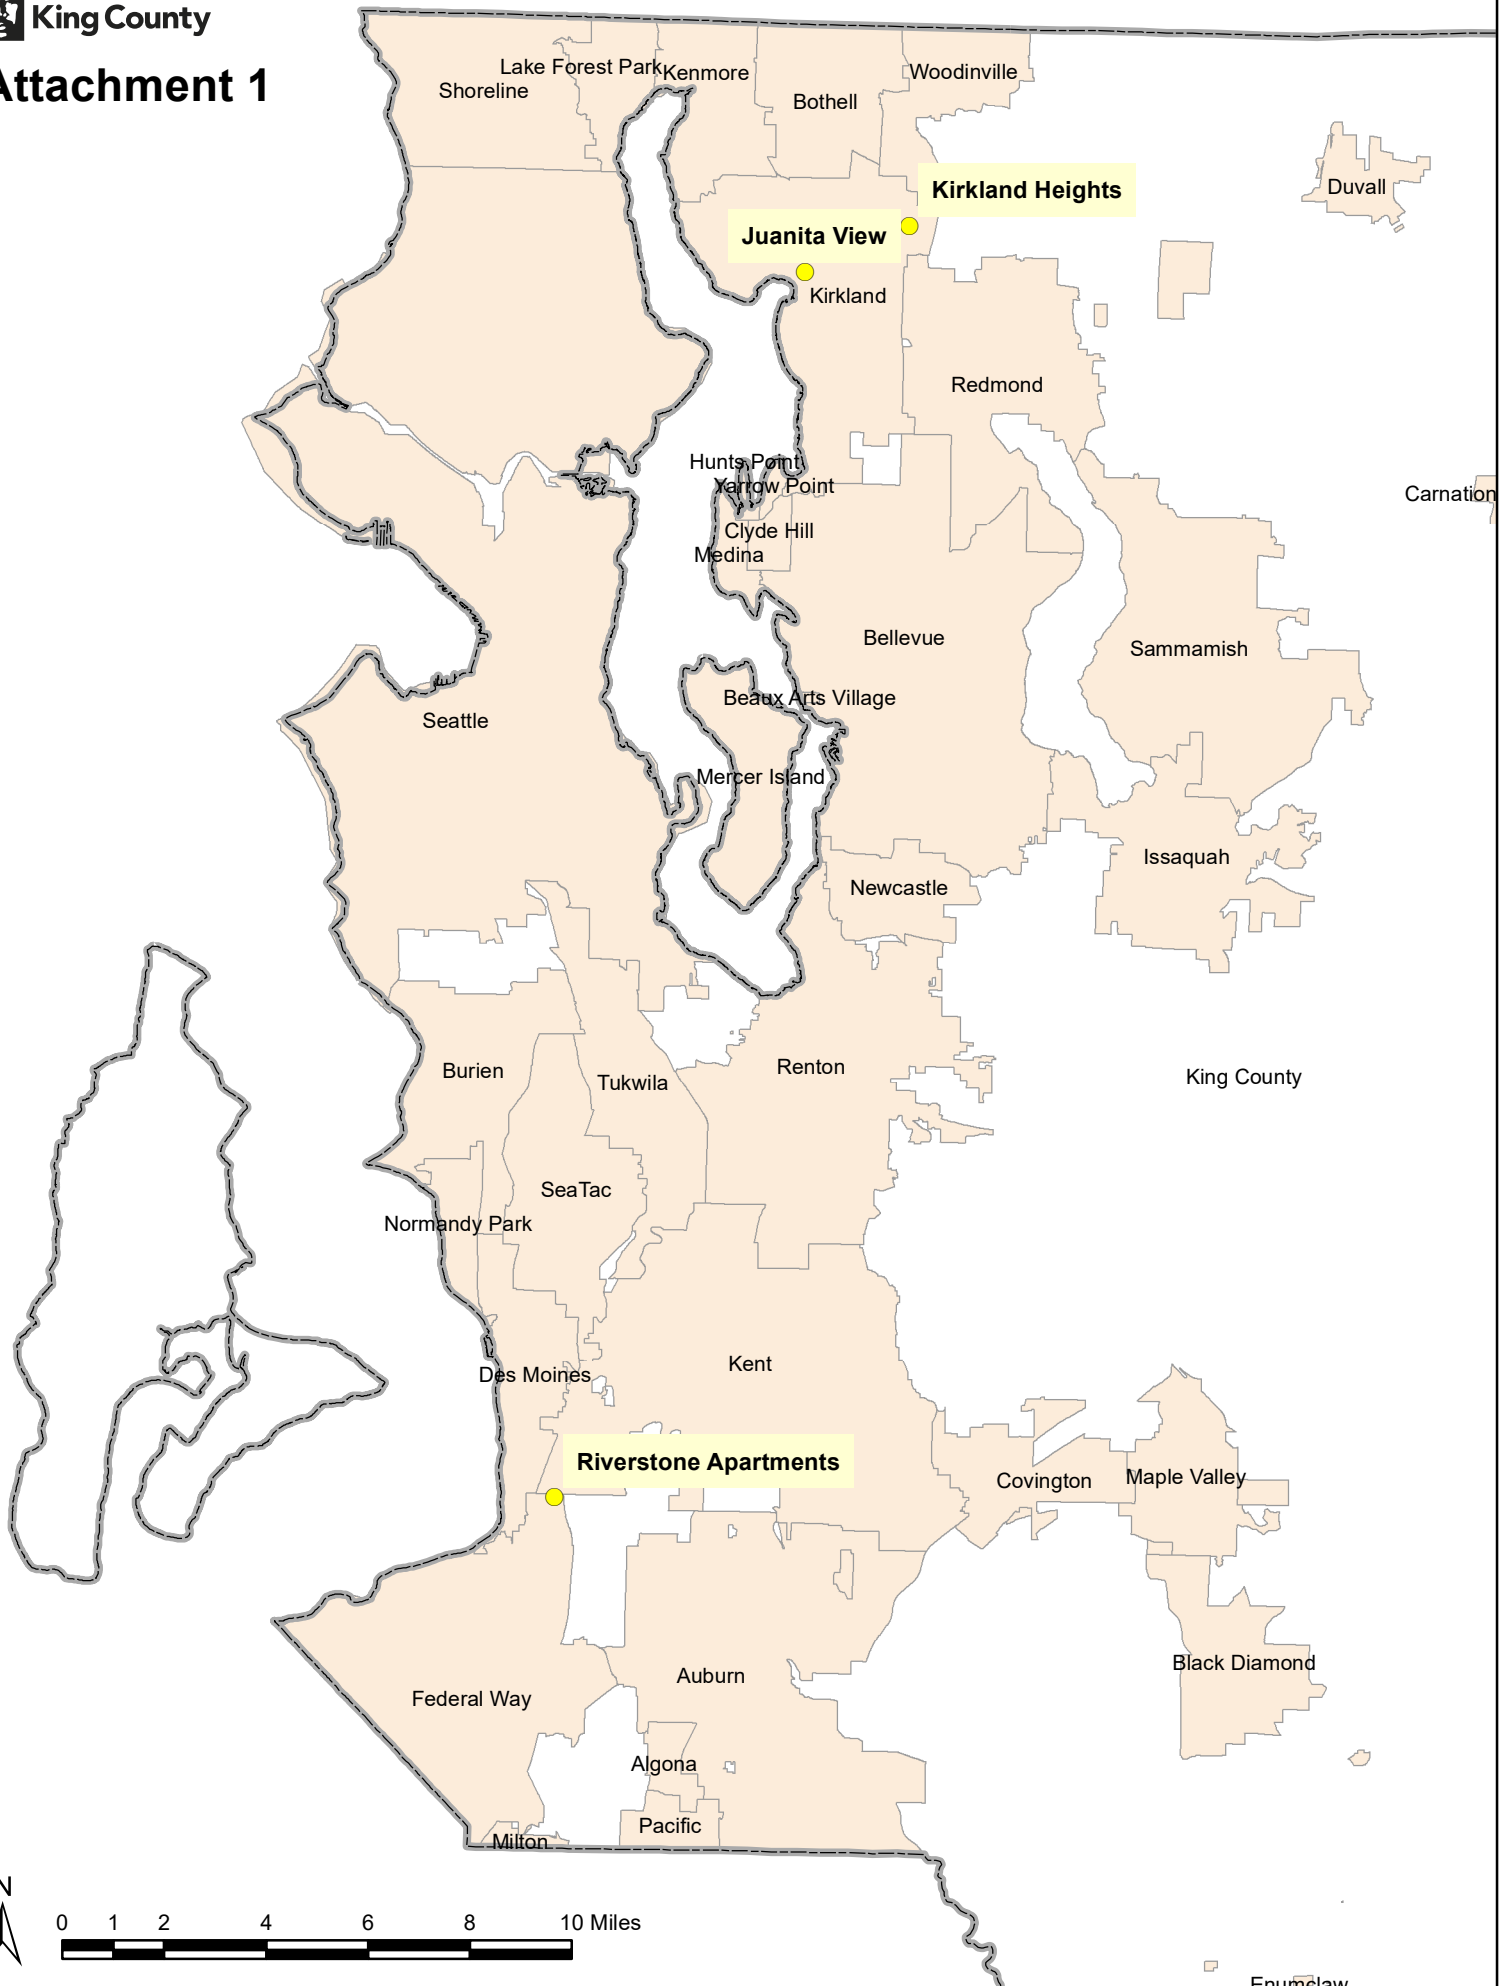 King County
Attachment 1
Lake Forest Park
Kenmore
Woodinville
Shoreline
Bothell
Duvall
Kirkland Heights
Juanita View
Kirkland
Redmond
Hunts Point
Yarrow Point
Carnation
Clyde Hill
Medina
Bellevue
Sammamish
Beaux Arts Village
Seattle
Mercer Island
Issaquah
Newcastle
Burien
Tukwila
Renton
King County
SeaTac
Normandy Park
Kent
Des Moines
Riverstone Apartments
Covington
Maple Valley
Black Diamond
Auburn
Federal Way
Algona
Pacific
Milton
N
0 1 2 4 6 8 10 Miles
Enumclaw